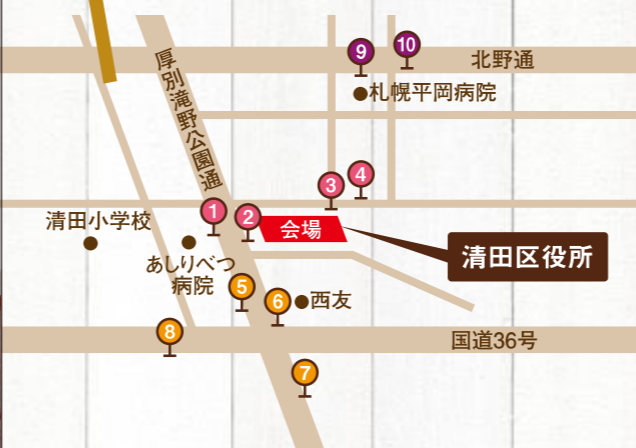 9
10
北野通
厚別滝野公園通
札幌平岡病院
3
4
1
2
会場
清田小学校
あしりべつ
病院
清田区役所
5
6
西友
8
国道36号
7